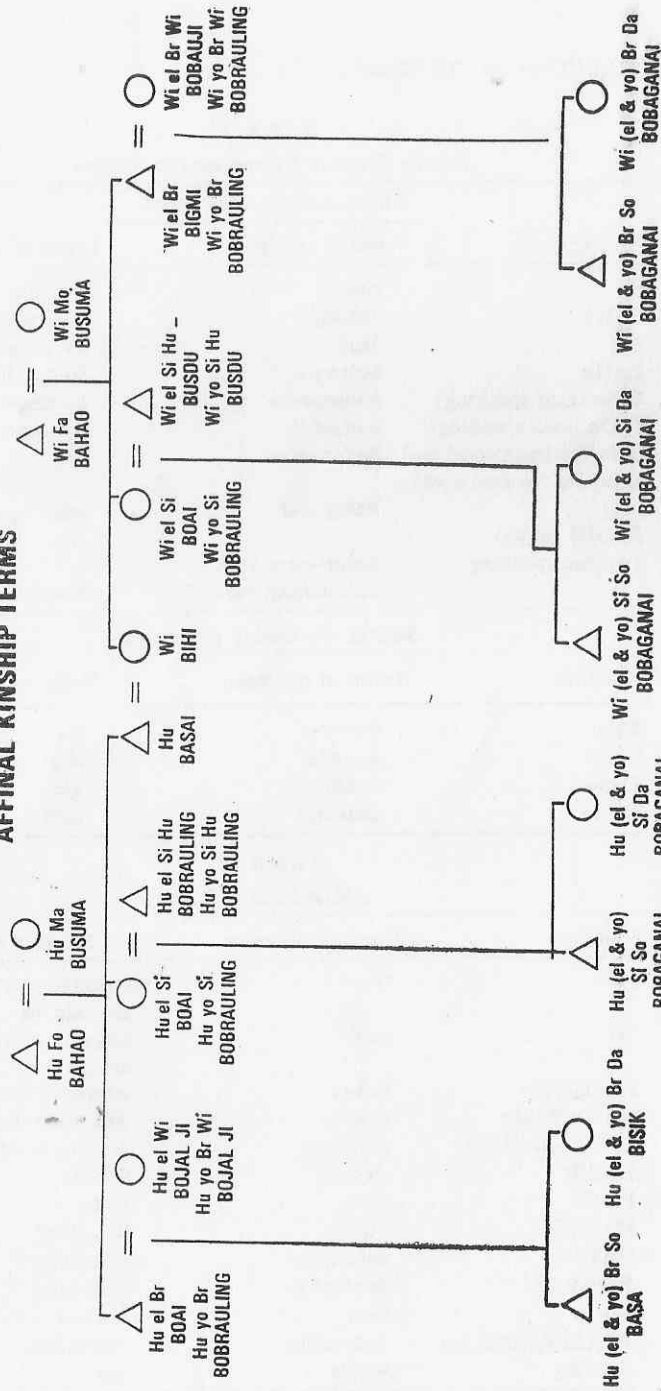 AFFINAL KINSHIP TERMS
Hu Fo
BAHAO
Hu Ma
BUSUMA
Wi Fa
BAHAO
Wi Mo.
BUSUMA
Hu el Br
BOAI
Hu yo Br
BOBRAULING
Hu el Wi
BOJAL JI
Hu yo Br Wi
BOJAL JI
Hu el Si
BOAI
Hu yo Si.
BOBRAULING
Hu el Si Hu
BOBRAULING
Hu yo Si Hu
BOBRAULING
Hu
BASAI
Wi
BIHI
Wi el Si
BOAI
Wi yo Si
BOBRAULING
Wi el Si Hu –
BUSDU
Wi yo Si Hu
BUSDU
Wi el Br
BIGMI
Wi yo Br
BOBRAULING
Wi el Br Wi
BOBAUJI
Wi yo Br Wi
BOBRAULING
Hu (el & yo) Br So
BASA
Hu (el & yo) Br Da
BISIK
Hu (el & yo)
Si So
BOBAGANAI
Hu (el & yo)
Si Da
BOBAGANAI
Wi (el & yo) Si So
BOBAGANAI
Wi (el & yo) Si Da
BOBAGANAI
Wi (el & yo) Br So
BOBAGANAI
Wi (el & yo) Br Da
BOBAGANAI